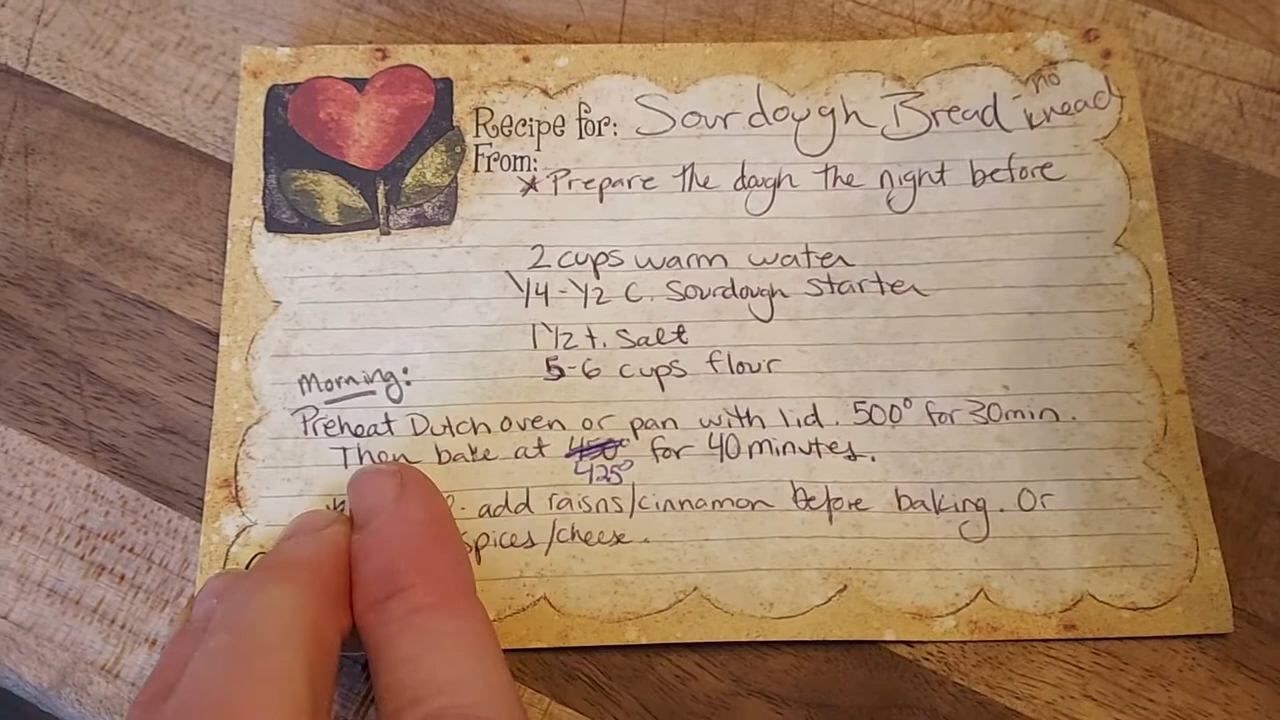 Recipe for: Sourdough Bread - no knead
From:
* Prepare the dough the night before
2 cups warm water
1/4-1/2 c. Sourdough Starter
1 1/2 t. Salt
5-6 cups flour
Morning:
Preheat Dutch oven or pan with lid. 500° for 30 min.
Then bake at 450° for 40 minutes.
425°
add raisns/cinnamon before baking. Or
spices/cheese.